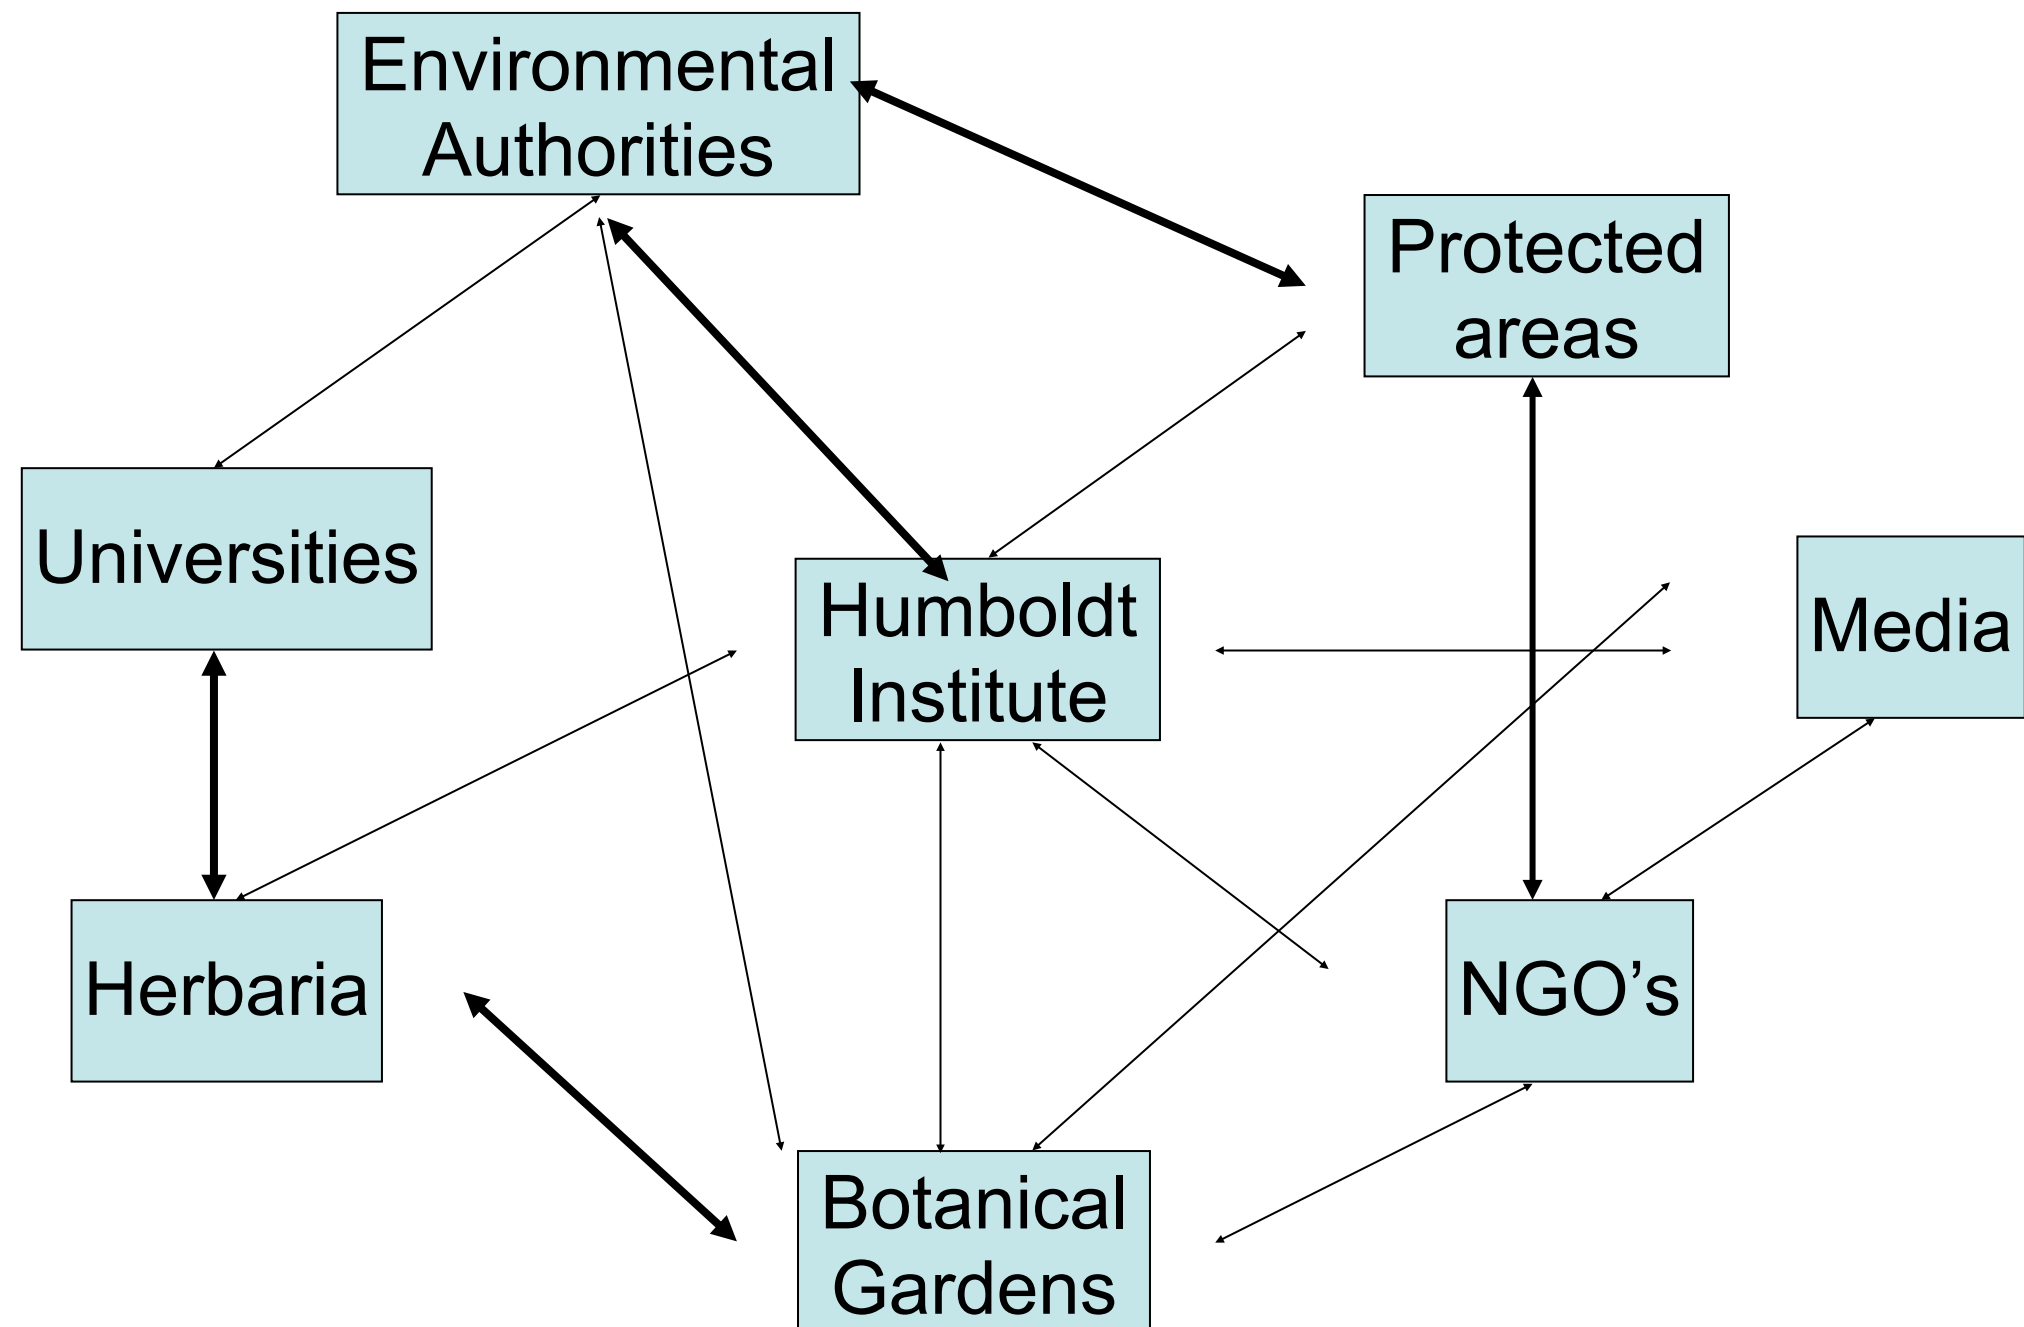 Environmental
Authorities
Protected
areas
Universities
Humboldt
Institute
Media
Herbaria
NGO’s
Botanical
Gardens